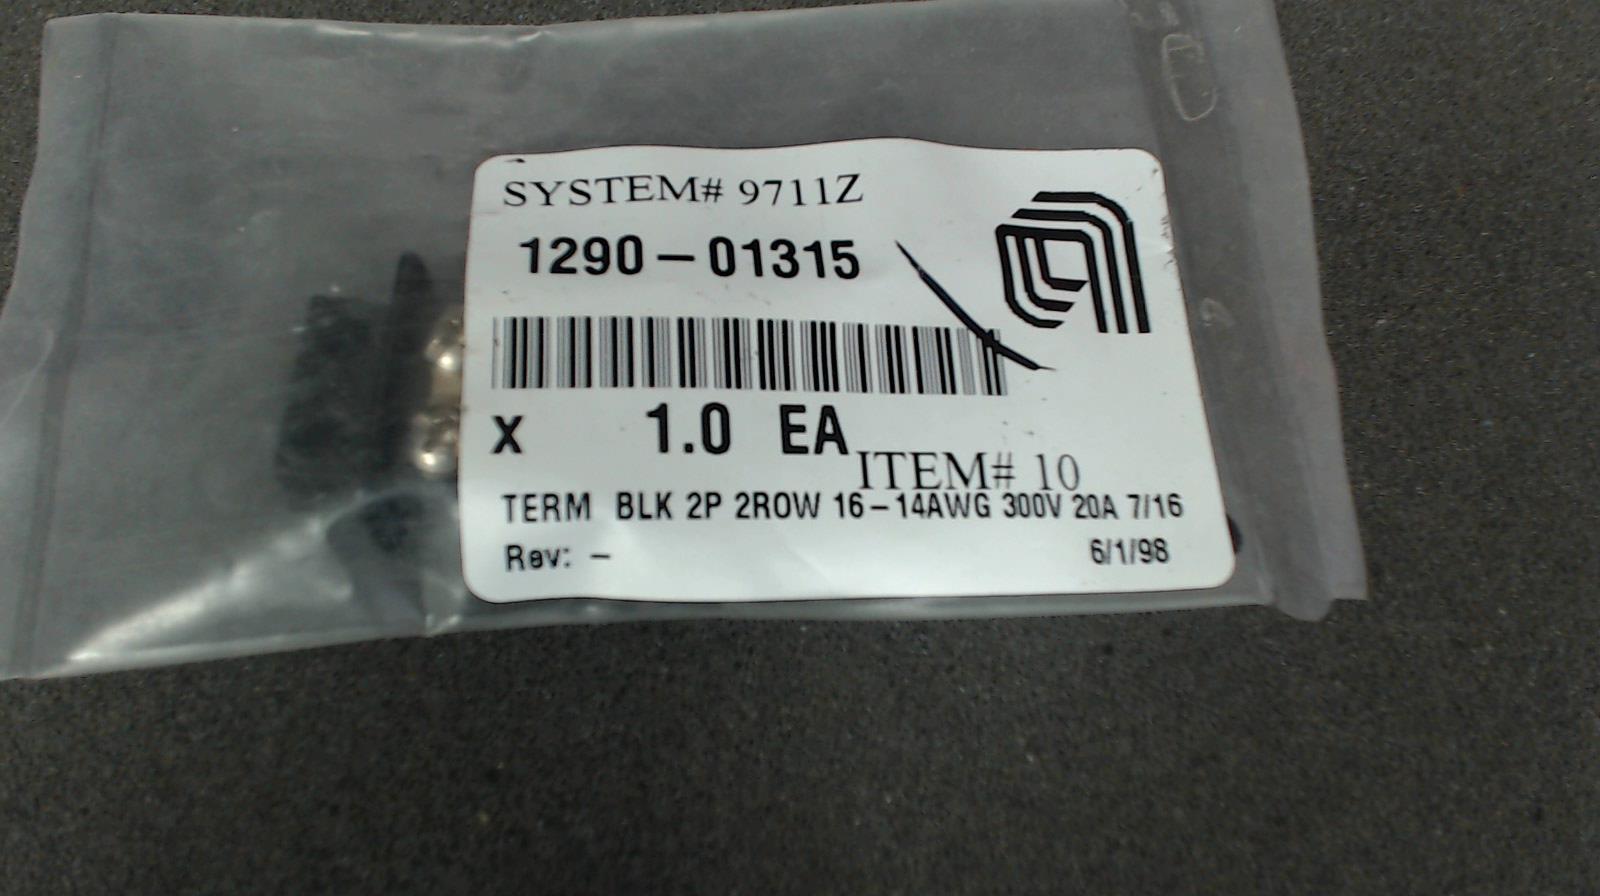 SYSTEM# 9711Z
1290-01315
X 1.0 EA
ITEM# 10
TERM BLK 2P 2ROW 16-14AWG 300V 20A 7/16
Rev: - 6/1/98